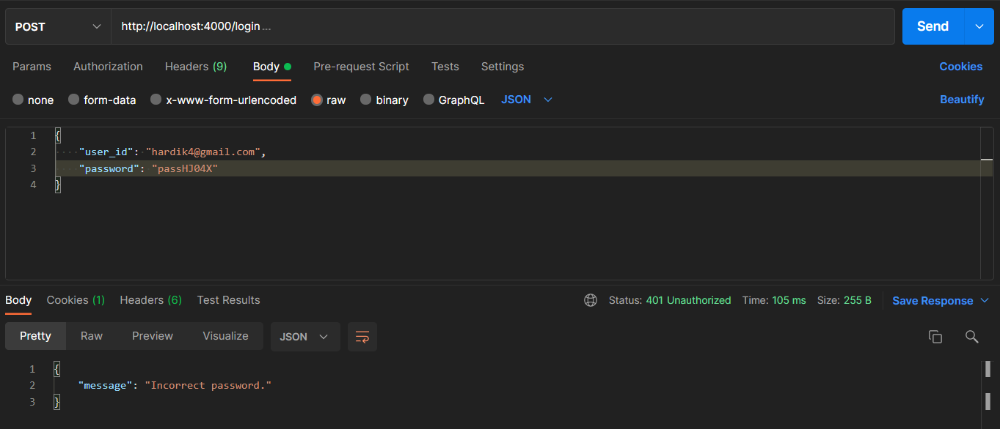 POST http://localhost:4000/login ... Send
Params Authorization Headers (9) Body Pre-request Script Tests Settings Cookies
none form-data x-www-form-urlencoded raw binary GraphQL JSON Beautify
1 {
2 "user_id": "hardik4@gmail.com",
3 "password": "passHJ04X"
4 }
Body Cookies (1) Headers (6) Test Results Status: 401 Unauthorized Time: 105 ms Size: 255 B Save Response
Pretty Raw Preview Visualize JSON
1 {
2 "message": "Incorrect password."
3 }